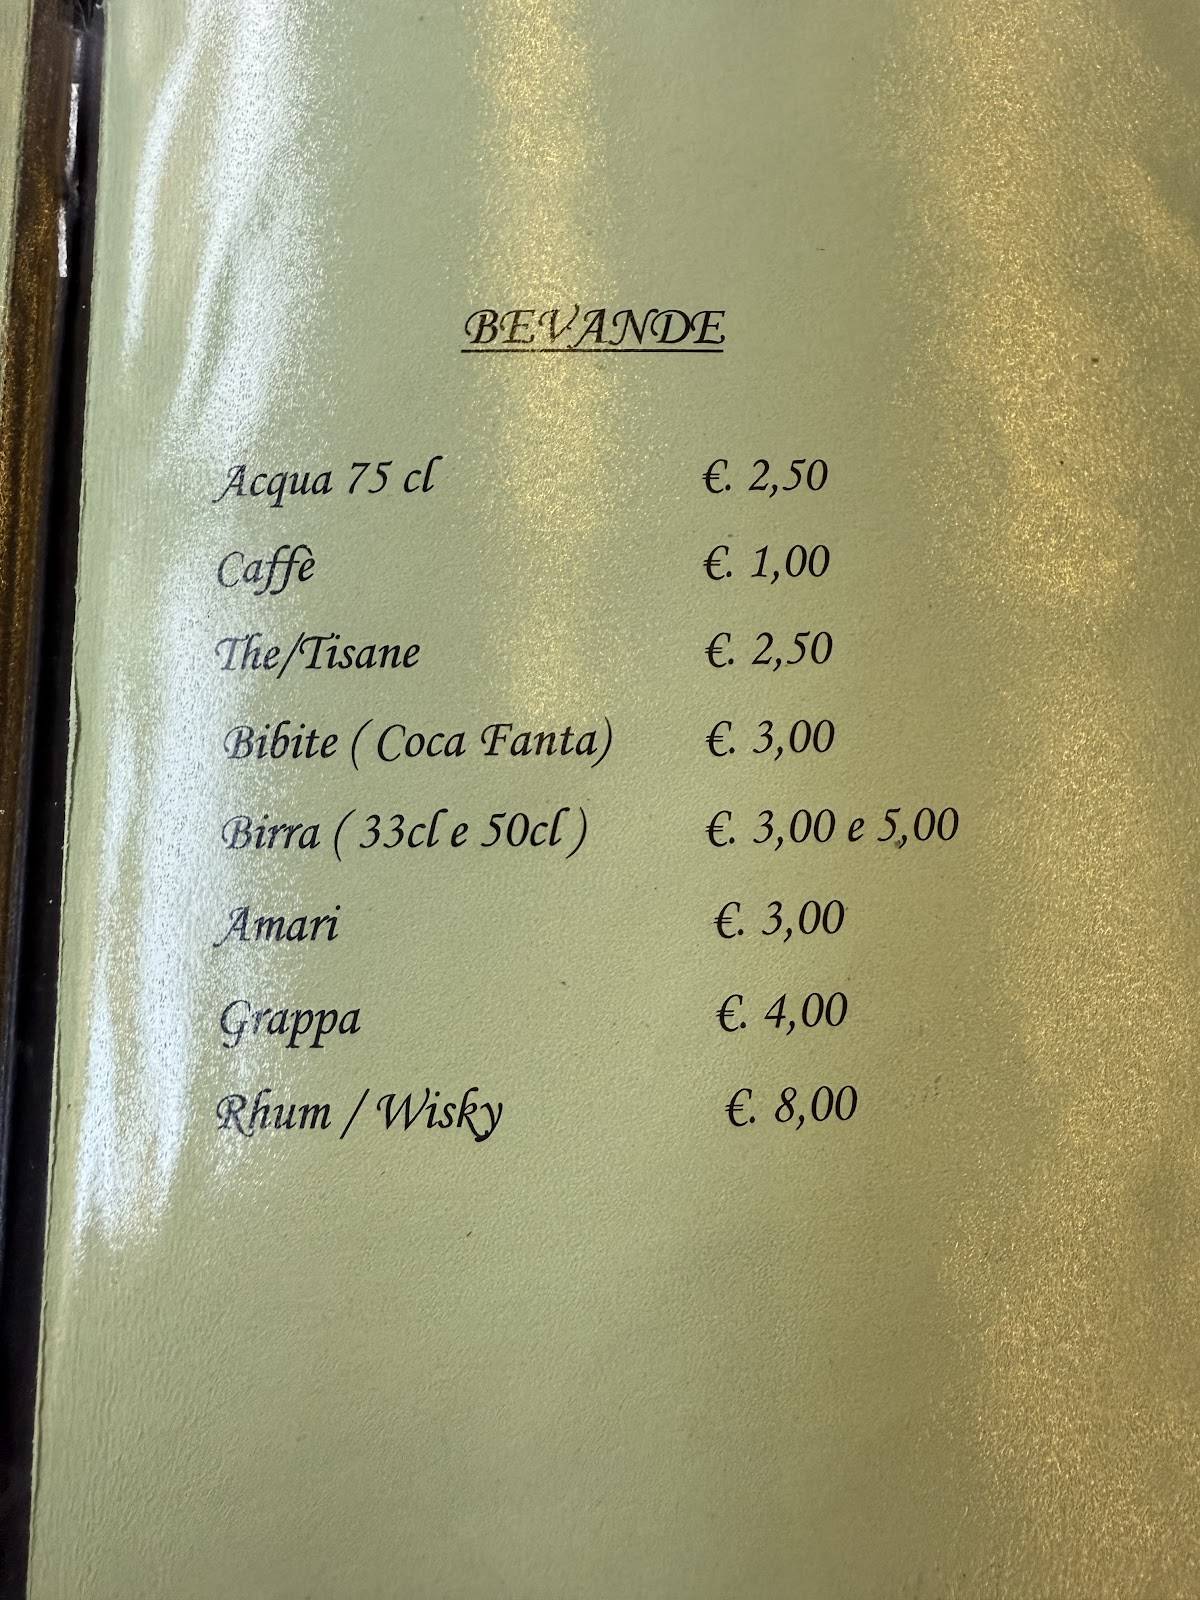 BEVANDE
Acqua 75 cl €. 2,50
Caffè €. 1,00
The/Tisane €. 2,50
Bibite ( Coca Fanta) €. 3,00
Birra ( 33cl e 50cl ) €. 3,00 e 5,00
Amari €. 3,00
Grappa €. 4,00
Rhum / Wisky €. 8,00